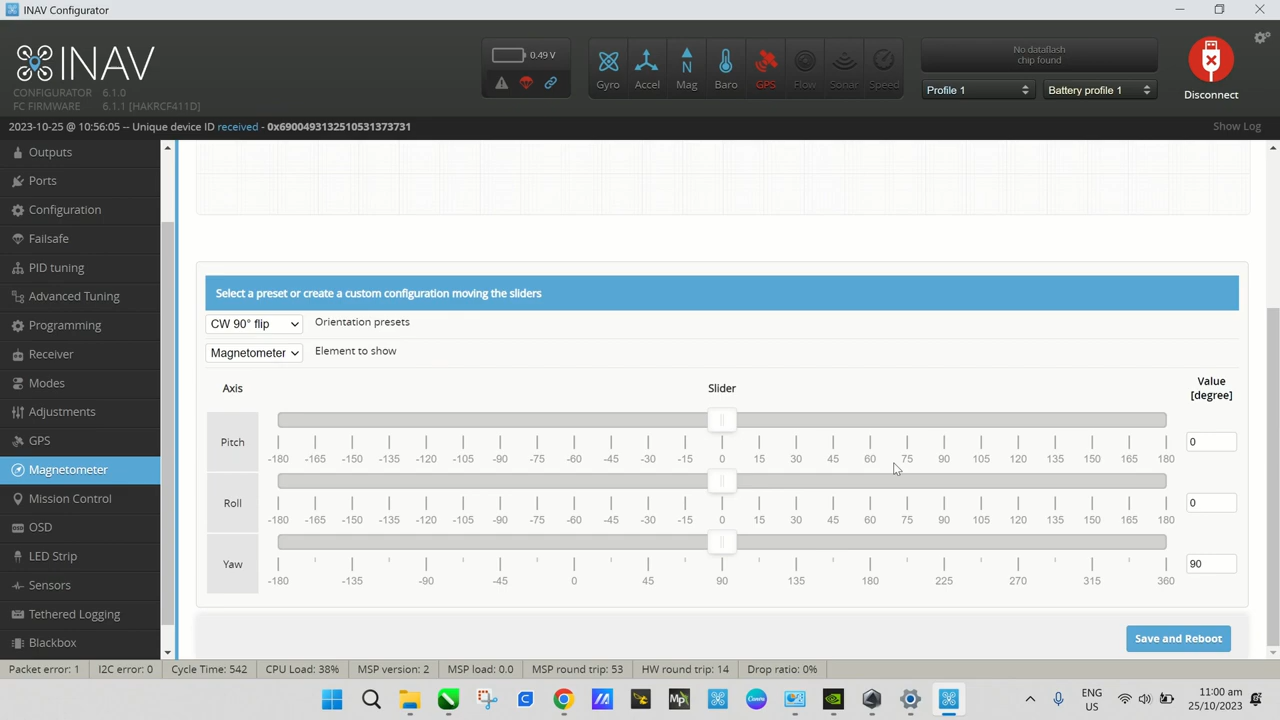 INAV Configurator
INAV
CONFIGURATOR 6.1.0
FC FIRMWARE 6.1.1 [HAKRCF411D]
0.49 V
Gyro Accel Mag Baro GPS Flow Sonar Speed
No dataflash
chip found
Profile 1 Battery profile 1
Disconnect
2023-10-25 @ 10:56:05 -- Unique device ID received - 0x6900493132510531373731
Show Log
Outputs
Ports
Configuration
Failsafe
PID tuning
Advanced Tuning
Programming
Receiver
Modes
Adjustments
GPS
Magnetometer
Mission Control
OSD
LED Strip
Sensors
Tethered Logging
Blackbox
Select a preset or create a custom configuration moving the sliders
CW 90° flip Orientation presets
Magnetometer Element to show
Axis Slider Value
[degree]
Pitch 0
-180 -165 -150 -135 -120 -105 -90 -75 -60 -45 -30 -15 0 15 30 45 60 75 90 105 120 135 150 165 180
Roll 0
-180 -165 -150 -135 -120 -105 -90 -75 -60 -45 -30 -15 0 15 30 45 60 75 90 105 120 135 150 165 180
Yaw 90
-180 -135 -90 -45 0 45 90 135 180 225 270 315 360
Save and Reboot
Packet error: 1 I2C error: 0 Cycle Time: 542 CPU Load: 38% MSP version: 2 MSP load: 0.0 MSP round trip: 53 HW round trip: 14 Drop ratio: 0%
ENG
US
11:00 am
25/10/2023